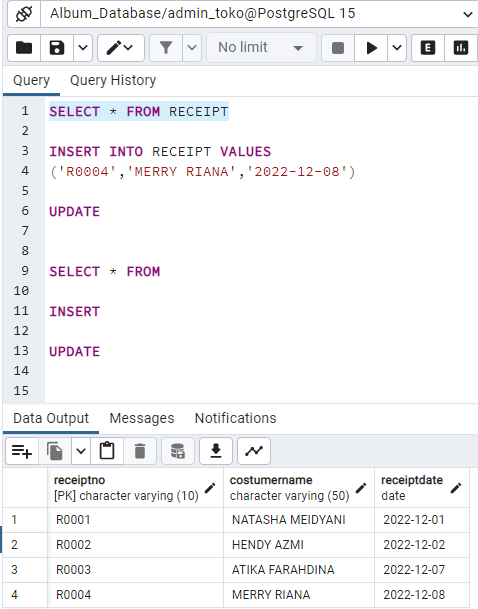 Album_Database/admin_toko@PostgreSQL 15
No limit
E
Query Query History
1 SELECT * FROM RECEIPT
2
3 INSERT INTO RECEIPT VALUES
4 ('R0004','MERRY RIANA','2022-12-08')
5
6 UPDATE
7
8
9 SELECT * FROM
10
11 INSERT
12
13 UPDATE
14
15
Data Output Messages Notifications
receiptno costumername receiptdate
[PK] character varying (10) character varying (50) date
1 R0001 NATASHA MEIDYANI 2022-12-01
2 R0002 HENDY AZMI 2022-12-02
3 R0003 ATIKA FARAHDINA 2022-12-07
4 R0004 MERRY RIANA 2022-12-08